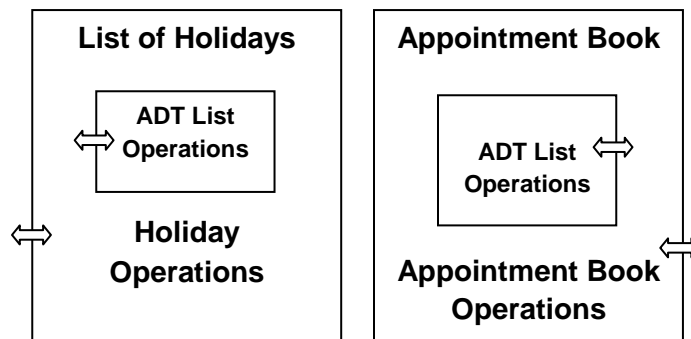 List of Holidays
ADT List
Operations
Holiday
Operations
Appointment Book
ADT List
Operations
Appointment Book
Operations